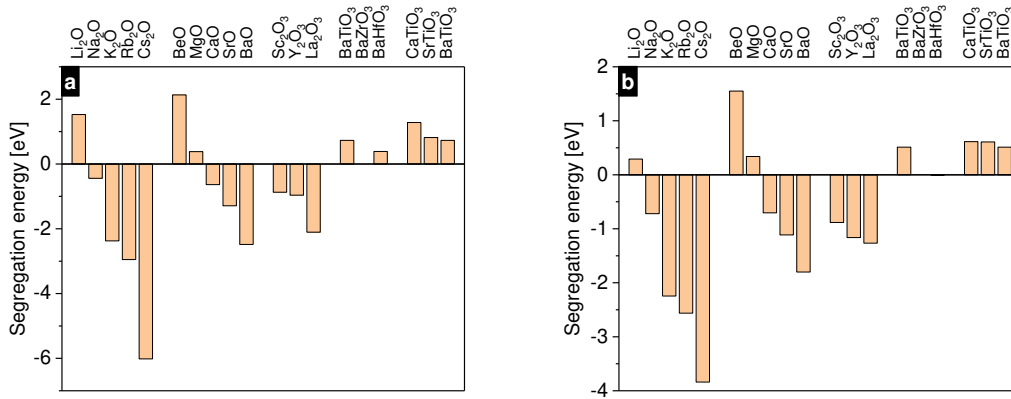 Li₂O
Na₂O
K₂O
Rb₂O
Cs₂O
BeO
MgO
CaO
SrO
BaO
Sc₂O₃
Y₂O₃
La₂O₃
BaTiO₃
BaZrO₃
BaHfO₃
CaTiO₃
SrTiO₃
BaTiO₃
a
Segregation energy [eV]
2
0
-2
-4
-6
Li₂O
Na₂O
K₂O
Rb₂O
Cs₂O
BeO
MgO
CaO
SrO
BaO
Sc₂O₃
Y₂O₃
La₂O₃
BaTiO₃
BaZrO₃
BaHfO₃
CaTiO₃
SrTiO₃
BaTiO₃
b
Segregation energy [eV]
2
1
0
-1
-2
-3
-4